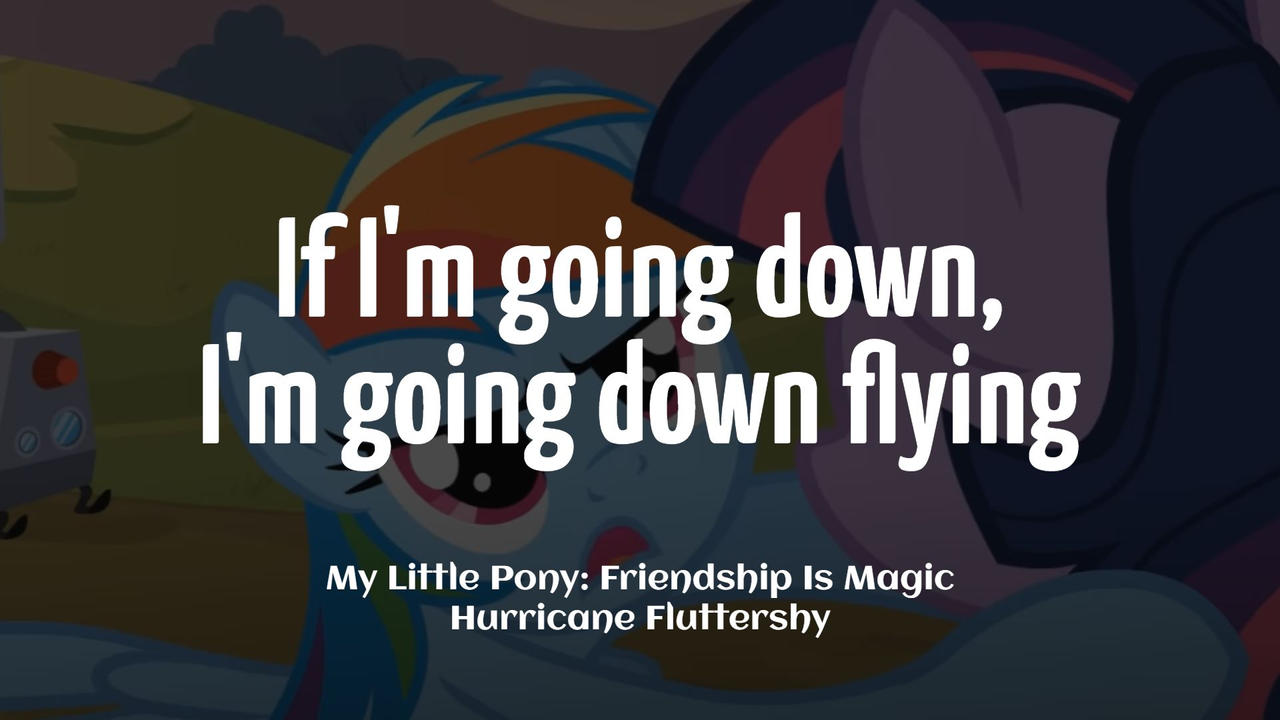 If I'm going down,
I'm going down flying
My Little Pony: Friendship Is Magic
Hurricane Fluttershy